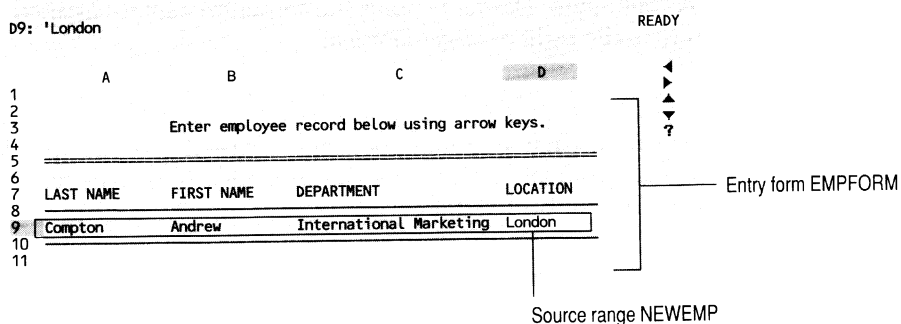 READY
D9: 'London
A B C D
1
2
3 Enter employee record below using arrow keys. ?
4
5 ================================================
6
7 LAST NAME FIRST NAME DEPARTMENT LOCATION
Entry form EMPFORM
8
9 Compton Andrew International Marketing London
10
11
Source range NEWEMP